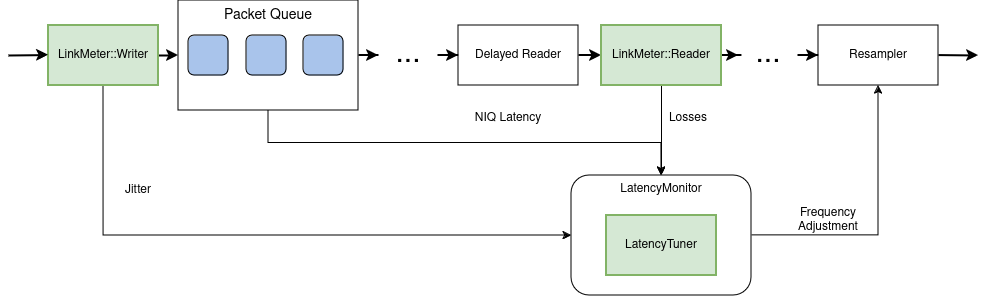 Packet Queue
LinkMeter::Writer
...
Delayed Reader
LinkMeter::Reader
...
Resampler
NIQ Latency
Losses
Jitter
LatencyMonitor
LatencyTuner
Frequency
Adjustment